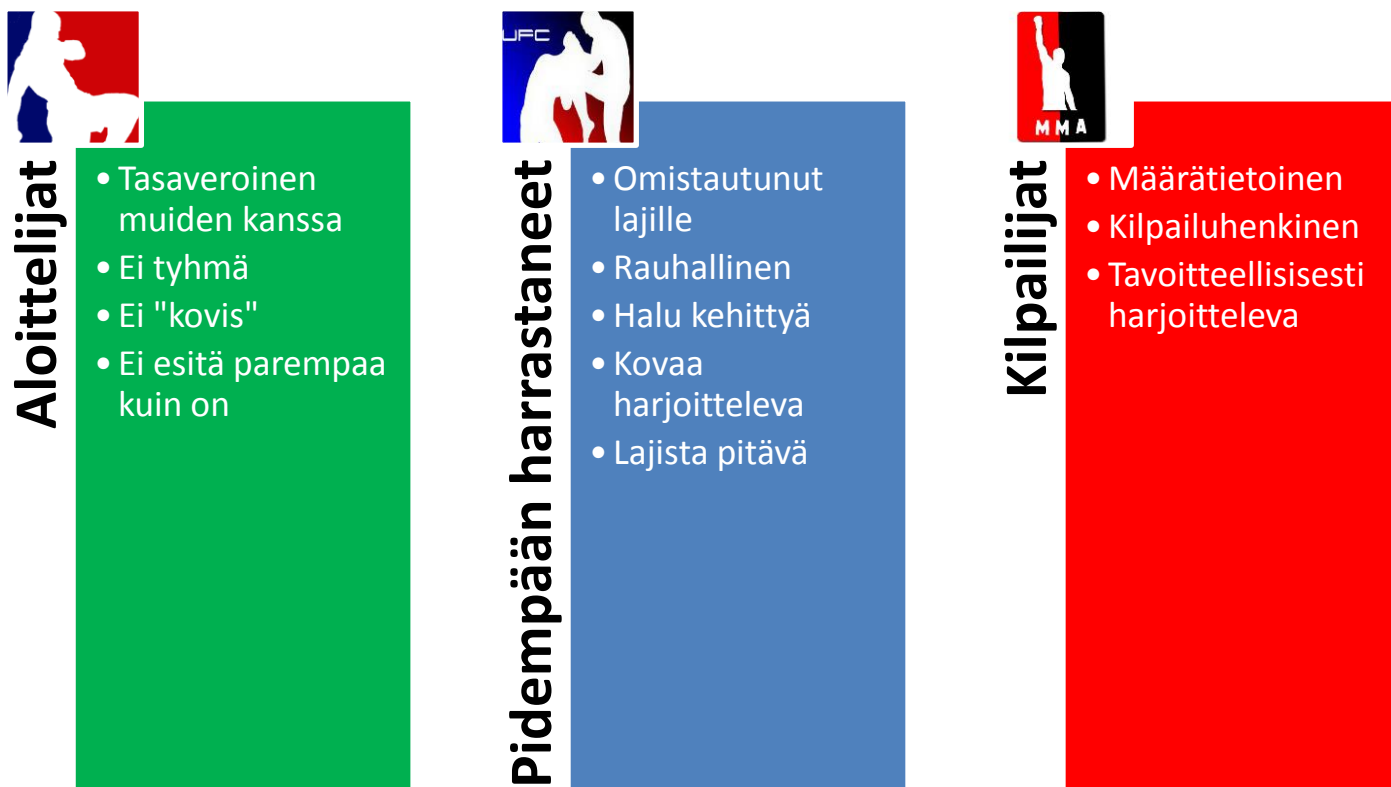 Aloittelijat
• Tasaveroinen
muiden kanssa
• Ei tyhmä
• Ei "kovis"
• Ei esitä parempaa
kuin on
UFC
Pidempään harrastaneet
• Omistautunut
lajille
• Rauhallinen
• Halu kehittyä
• Kovaa
harjoitteleva
• Lajista pitävä
MMA
Kilpailijat
• Määrätietoinen
• Kilpailuhenkinen
• Tavoitteellisisesti
harjoitteleva